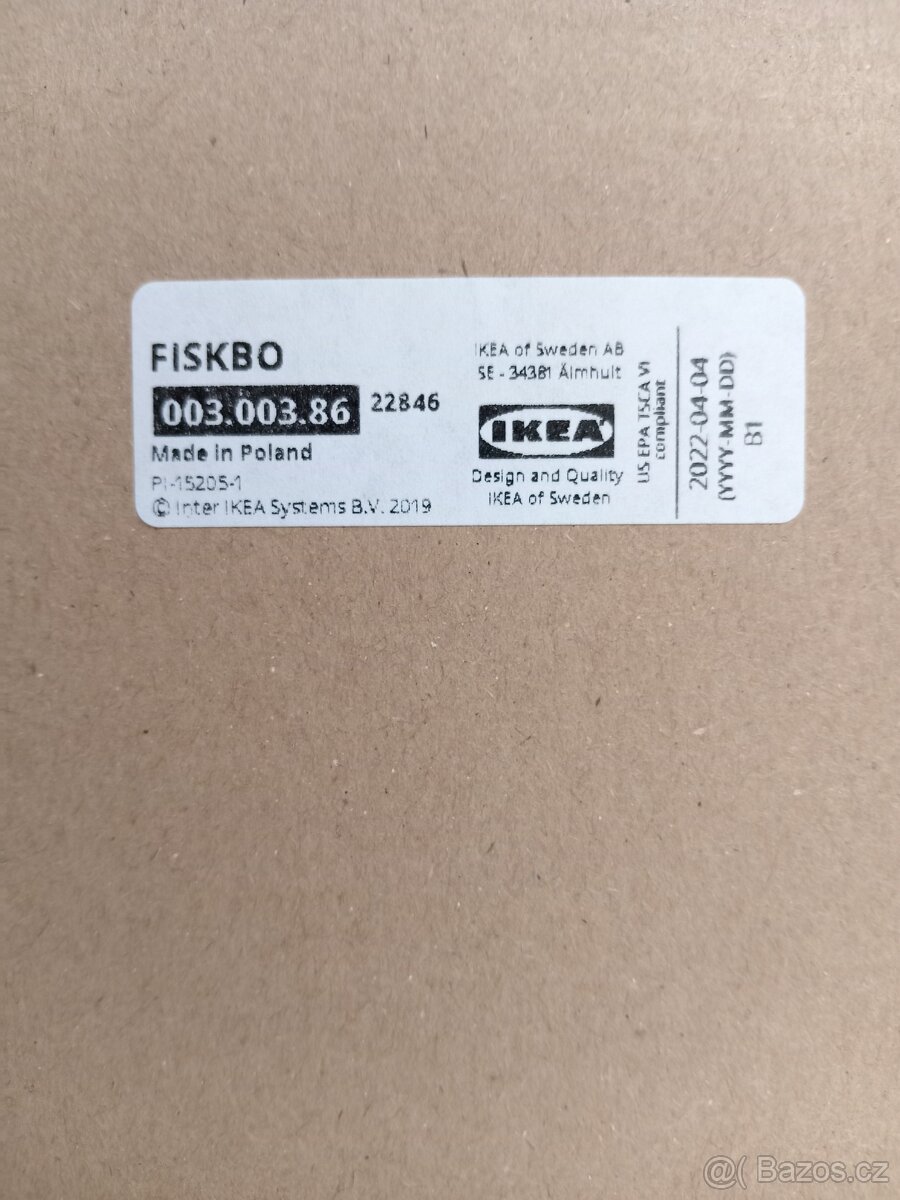 FISKBO
003.003.86 22846
Made in Poland
PI-15205-1
© Inter IKEA Systems B.V. 2019
IKEA of Sweden AB
SE - 34381 Älmhult
IKEA
Design and Quality
IKEA of Sweden
US EPA TSCA VI
compliant
2022-04-04
(YYYY-MM-DD)
B1
@( Bazos.cz